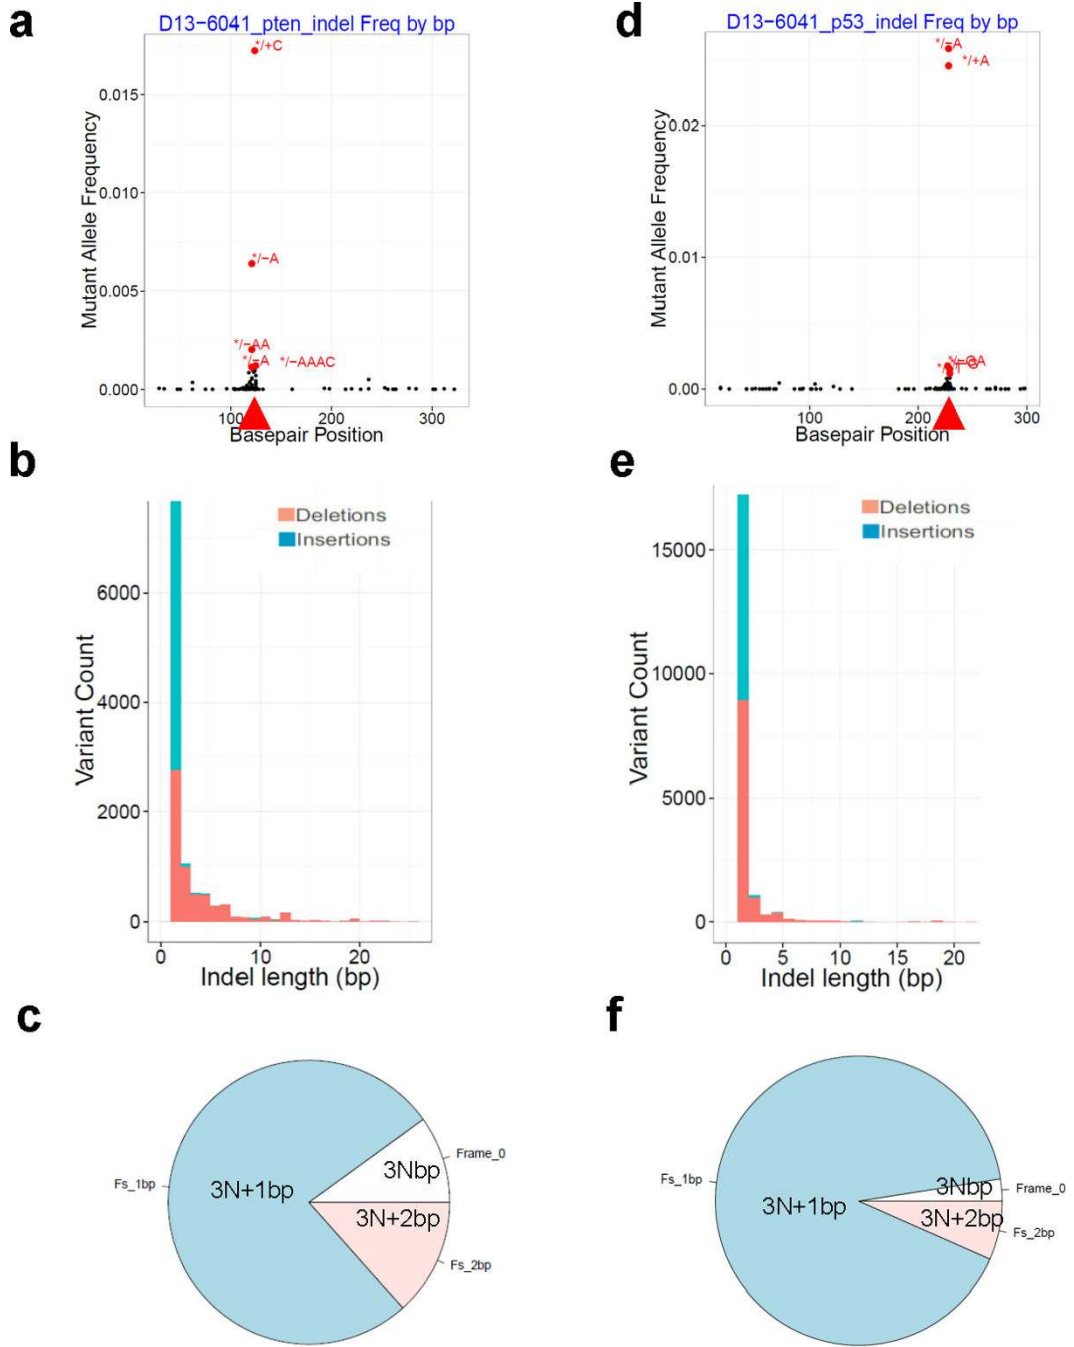 a
D13-6041_pten_indel Freq by bp
*/+C
0.015
0.010
*/−A
0.005
*/−AA
*/−A
*/−AAAC
0.000
Mutant Allele Frequency
100
200
300
Basepair Position
d
D13-6041_p53_indel Freq by bp
*/−A
*/+A
0.02
0.01
*/−GA
0.00
Mutant Allele Frequency
100
200
300
Basepair Position
b
Deletions
Insertions
6000
4000
2000
0
Variant Count
0
10
20
Indel length (bp)
e
Deletions
Insertions
15000
10000
5000
0
Variant Count
0
5
10
15
20
Indel length (bp)
c
Frame_0
3Nbp
Fs_1bp
3N+1bp
3N+2bp
Fs_2bp
f
Fs_1bp
3Nbp
Frame_0
3N+1bp
3N+2bp
Fs_2bp